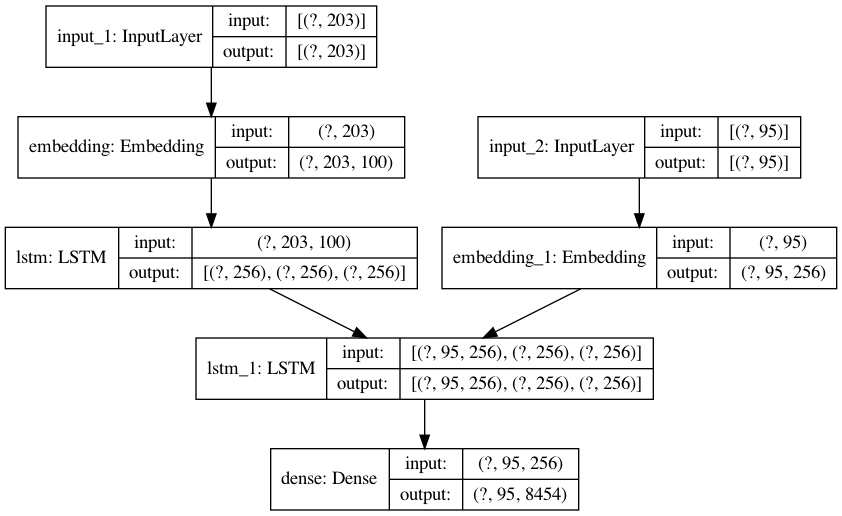 input_1: InputLayer
input: [(?, 203)]
output: [(?, 203)]
embedding: Embedding
input: (?, 203)
output: (?, 203, 100)
input_2: InputLayer
input: [(?, 95)]
output: [(?, 95)]
lstm: LSTM
input: (?, 203, 100)
output: [(?, 256), (?, 256), (?, 256)]
embedding_1: Embedding
input: (?, 95)
output: (?, 95, 256)
lstm_1: LSTM
input: [(?, 95, 256), (?, 256), (?, 256)]
output: [(?, 95, 256), (?, 256), (?, 256)]
dense: Dense
input: (?, 95, 256)
output: (?, 95, 8454)